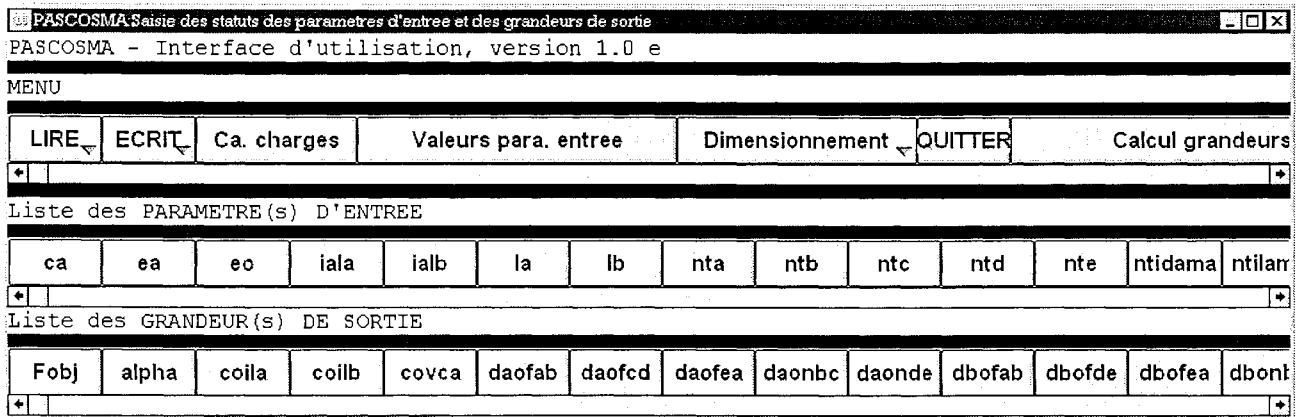 PASCOSMA:Saisie des statuts des parametres d'entree et des grandeurs de sortie
PASCOSMA - Interface d'utilisation, version 1.0 e
MENU
LIRE ECRIT Ca. charges Valeurs para. entree Dimensionnement QUITTER Calcul grandeurs
Liste des PARAMETRE(s) D'ENTREE
ca ea eo iala ialb la lb nta ntb ntc ntd nte ntidama
Liste des GRANDEUR(s) DE SORTIE
Fobj alpha coila coilb covca daofab daofcd daofea daonbc daonde dbofab dbofde dbofea